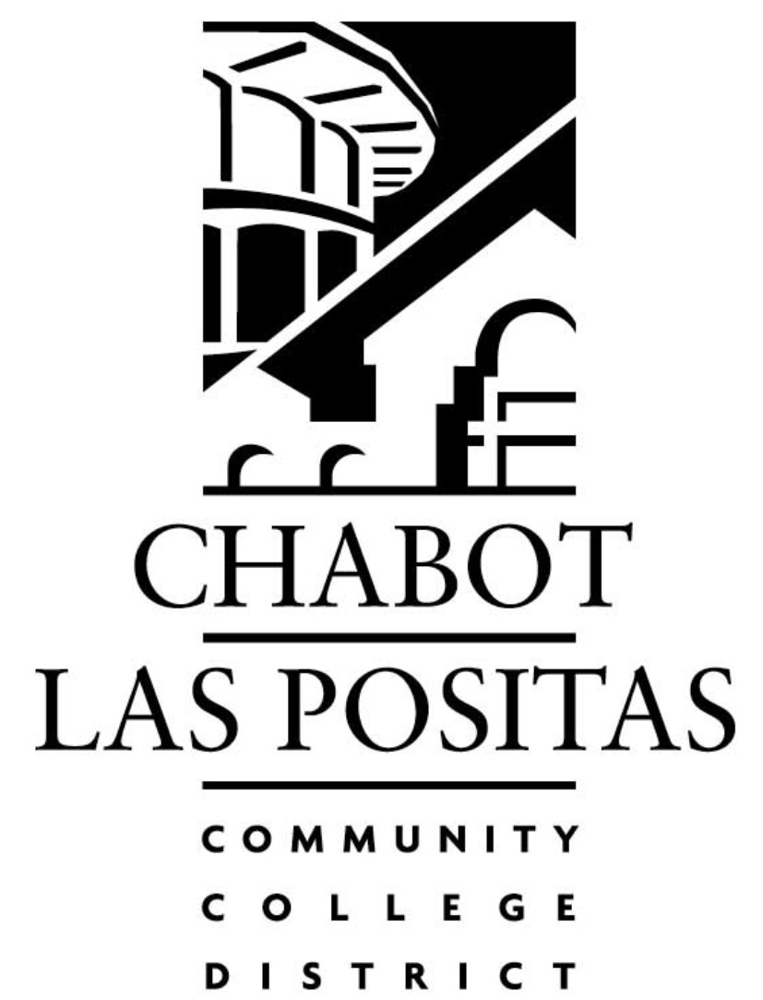 CHABOT
LAS POSITAS
COMMUNITY
COLLEGE
DISTRICT